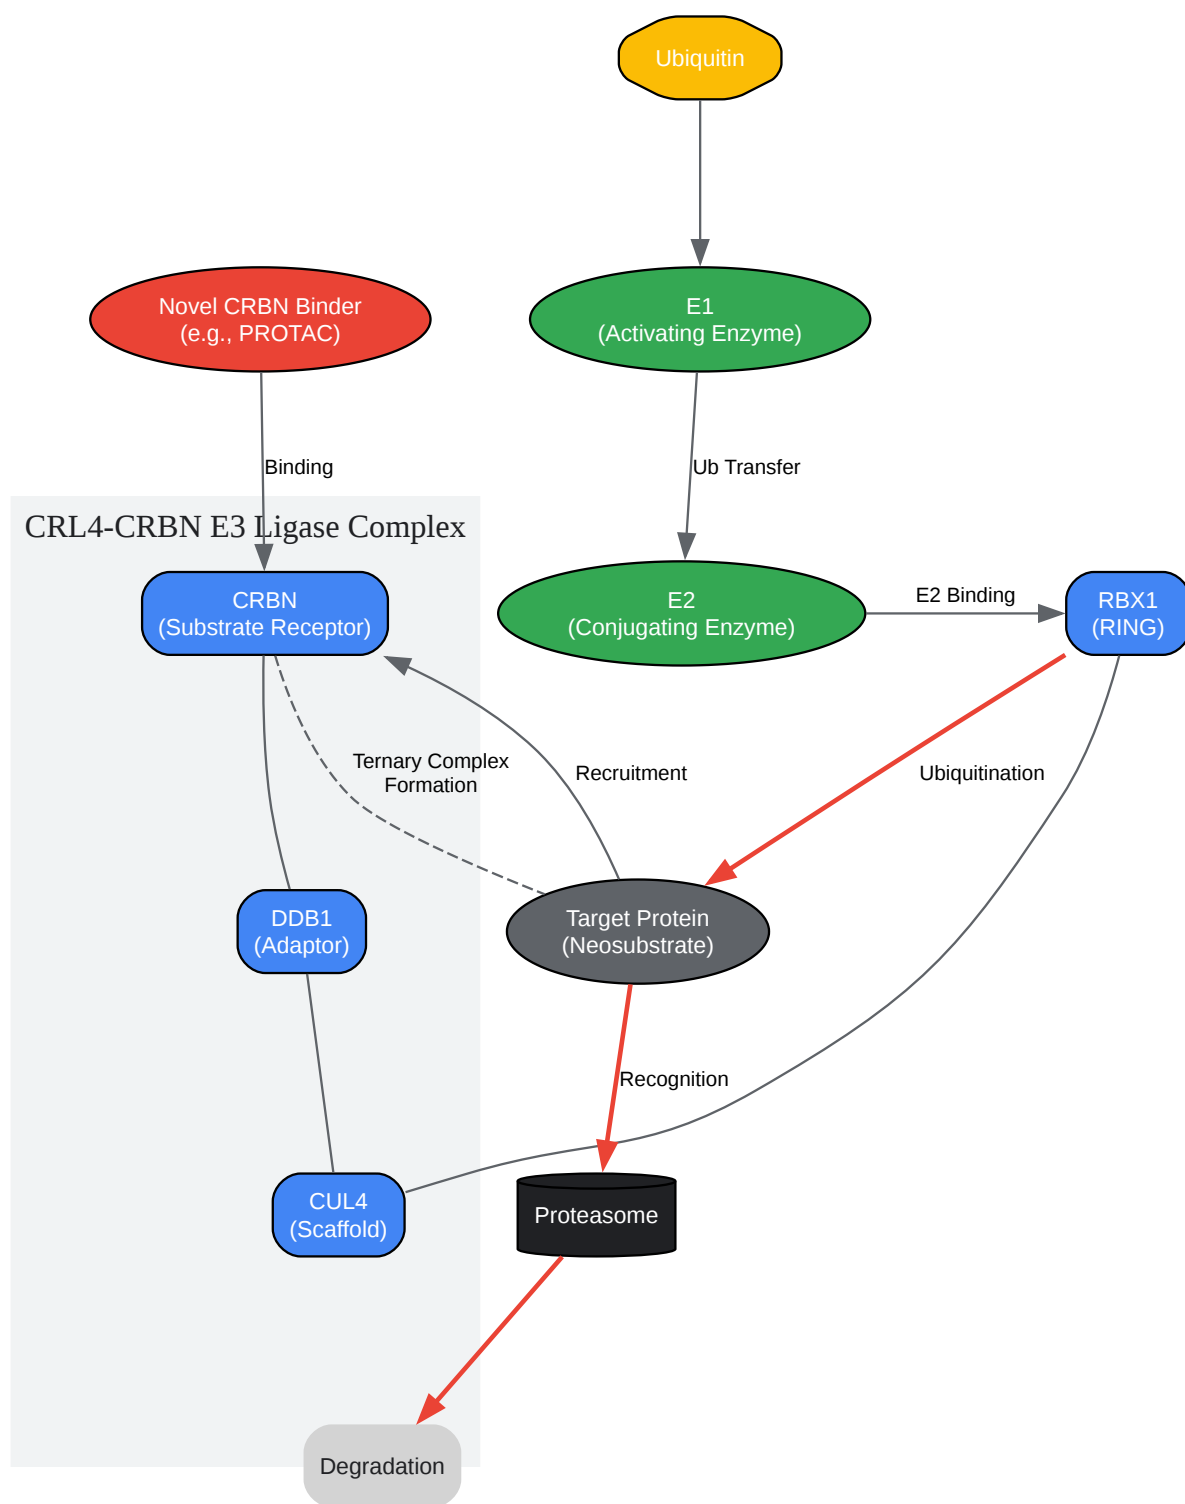 Ubiquitin
Novel CRBN Binder
(e.g., PROTAC)
E1
(Activating Enzyme)
Binding
Ub Transfer
CRL4-CRBN E3 Ligase Complex
CRBN
(Substrate Receptor)
E2
(Conjugating Enzyme)
E2 Binding
RBX1
(RING)
Ternary Complex
Formation
Recruitment
Ubiquitination
DDB1
(Adaptor)
Target Protein
(Neosubstrate)
Recognition
CUL4
(Scaffold)
Proteasome
Degradation